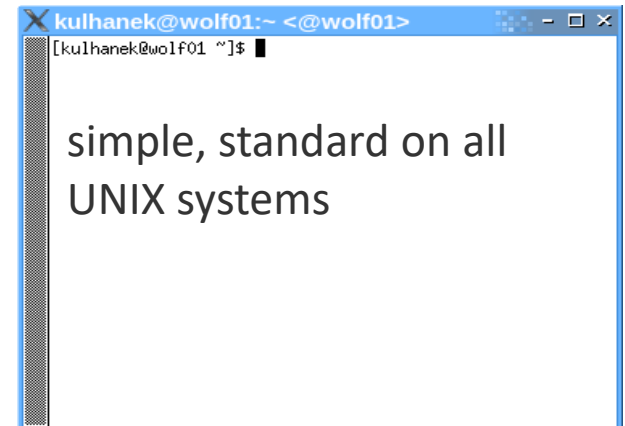 kulhanek@wolf01:~ <@wolf01>
[kulhanek@wolf01 ~]$
simple, standard on all
UNIX systems